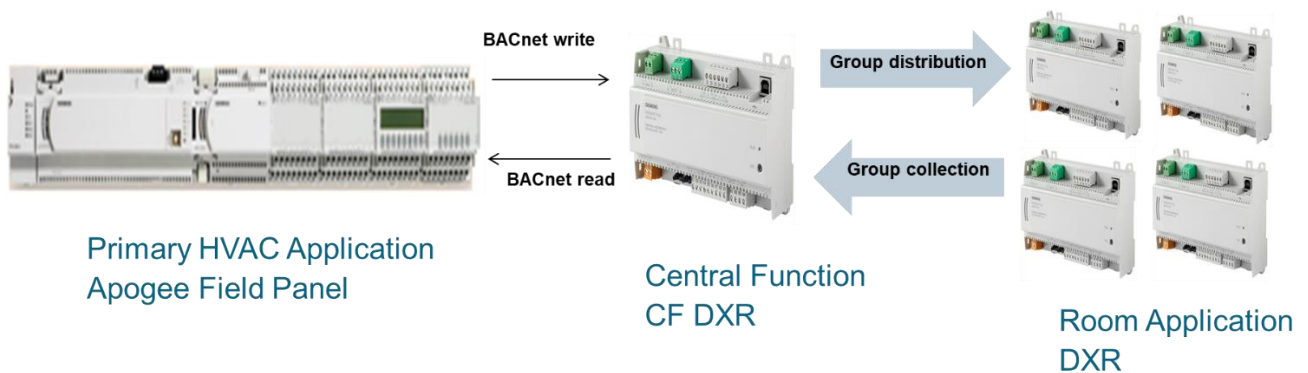 BACnet write
BACnet read
Group distribution
Group collection
Primary HVAC Application
Apogee Field Panel
Central Function
CF DXR
Room Application
DXR